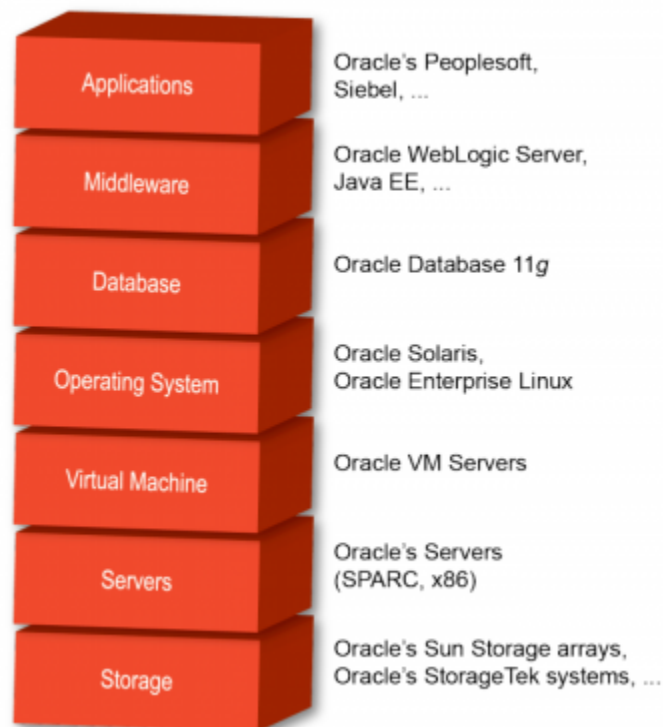 Applications
Oracle's Peoplesoft,
Siebel, ...
Middleware
Oracle WebLogic Server,
Java EE, ...
Database
Oracle Database 11g
Operating System
Oracle Solaris,
Oracle Enterprise Linux
Virtual Machine
Oracle VM Servers
Servers
Oracle's Servers
(SPARC, x86)
Storage
Oracle's Sun Storage arrays,
Oracle's StorageTek systems, ...